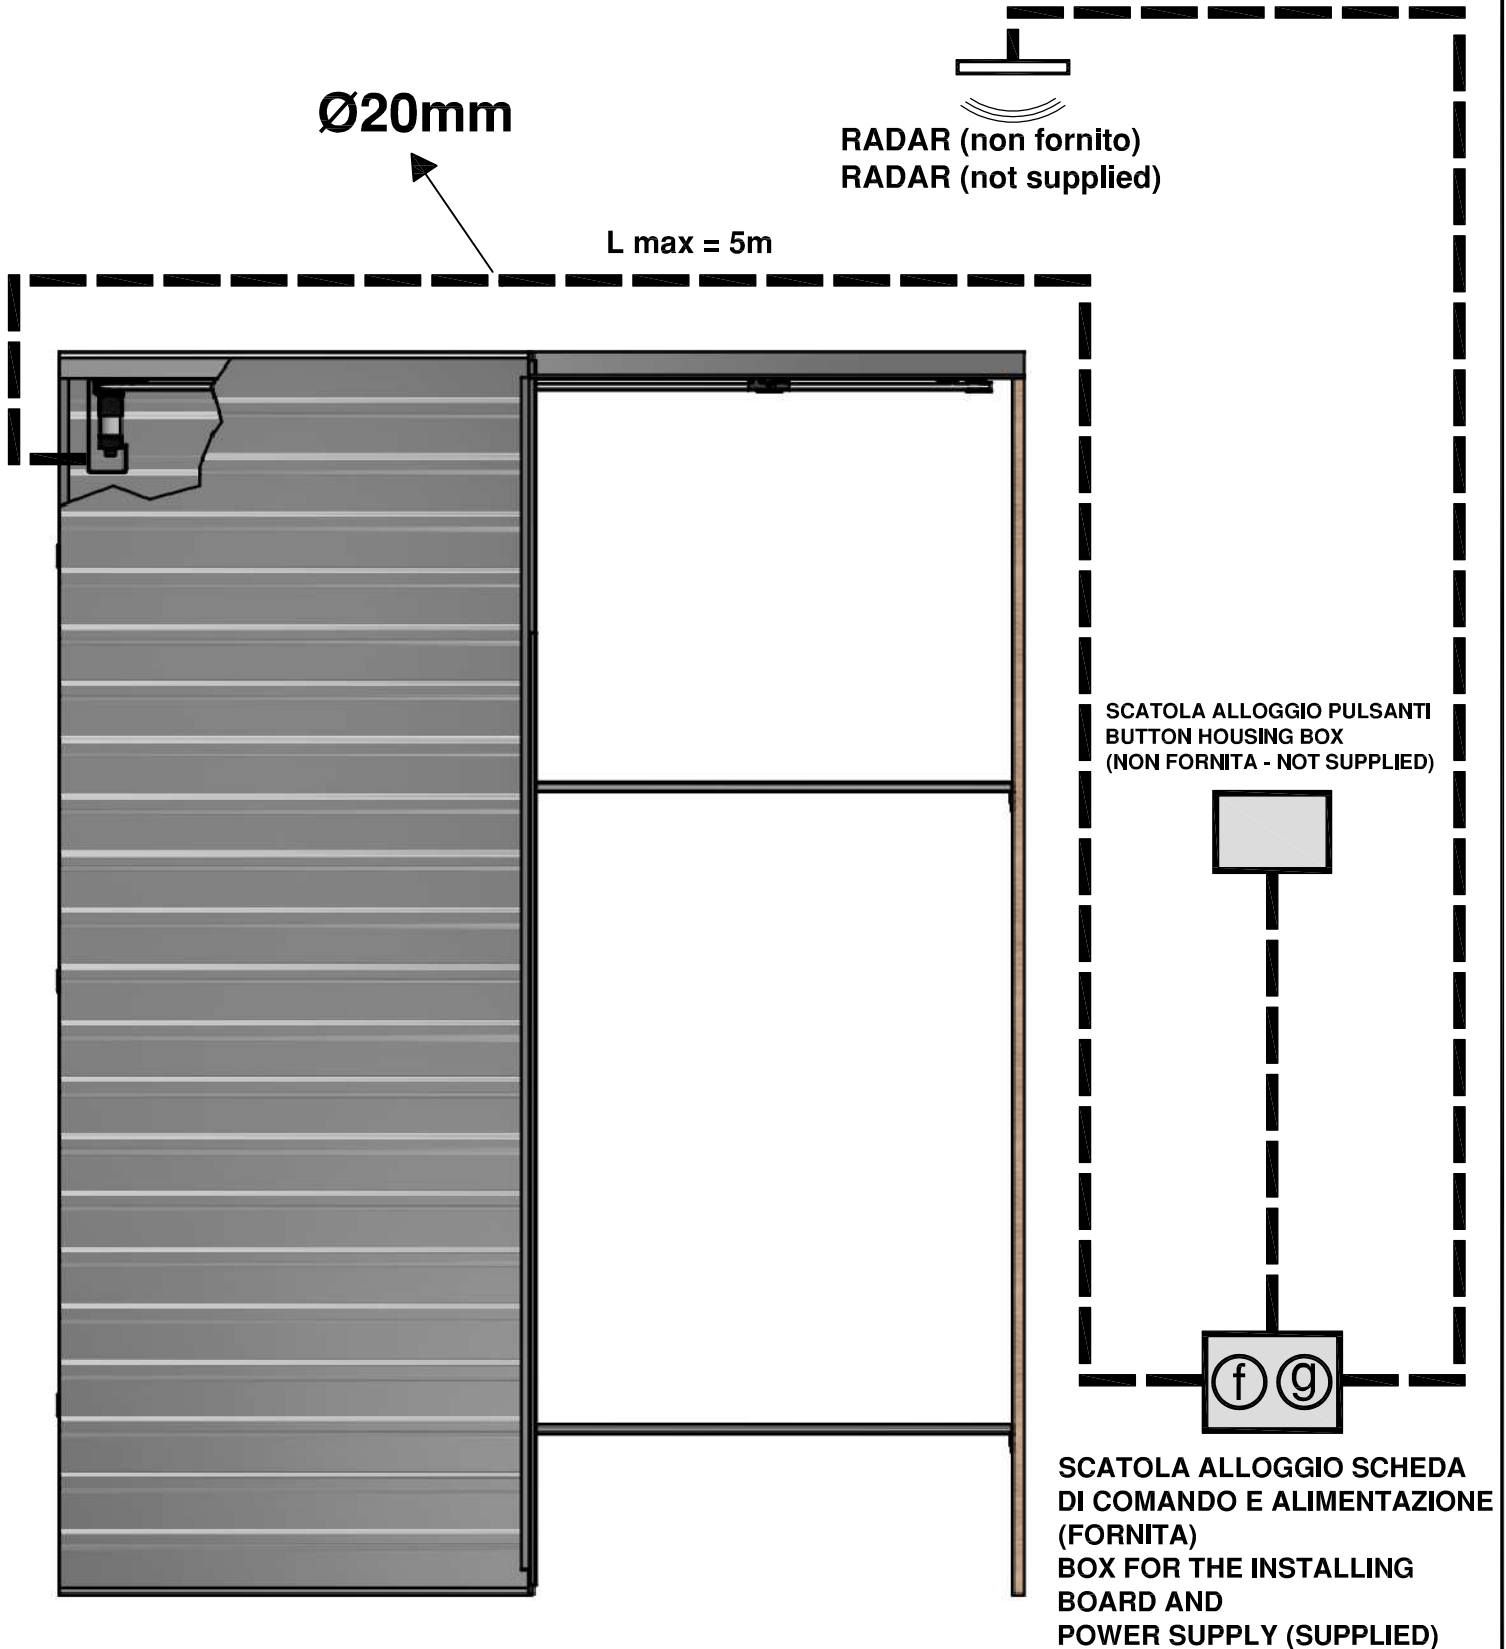 Ø20mm
RADAR (non fornito)
RADAR (not supplied)
L max = 5m
SCATOLA ALLOGGIO PULSANTI
BUTTON HOUSING BOX
(NON FORNITA - NOT SUPPLIED)
f g
SCATOLA ALLOGGIO SCHEDA
DI COMANDO E ALIMENTAZIONE
(FORNITA)
BOX FOR THE INSTALLING
BOARD AND
POWER SUPPLY (SUPPLIED)